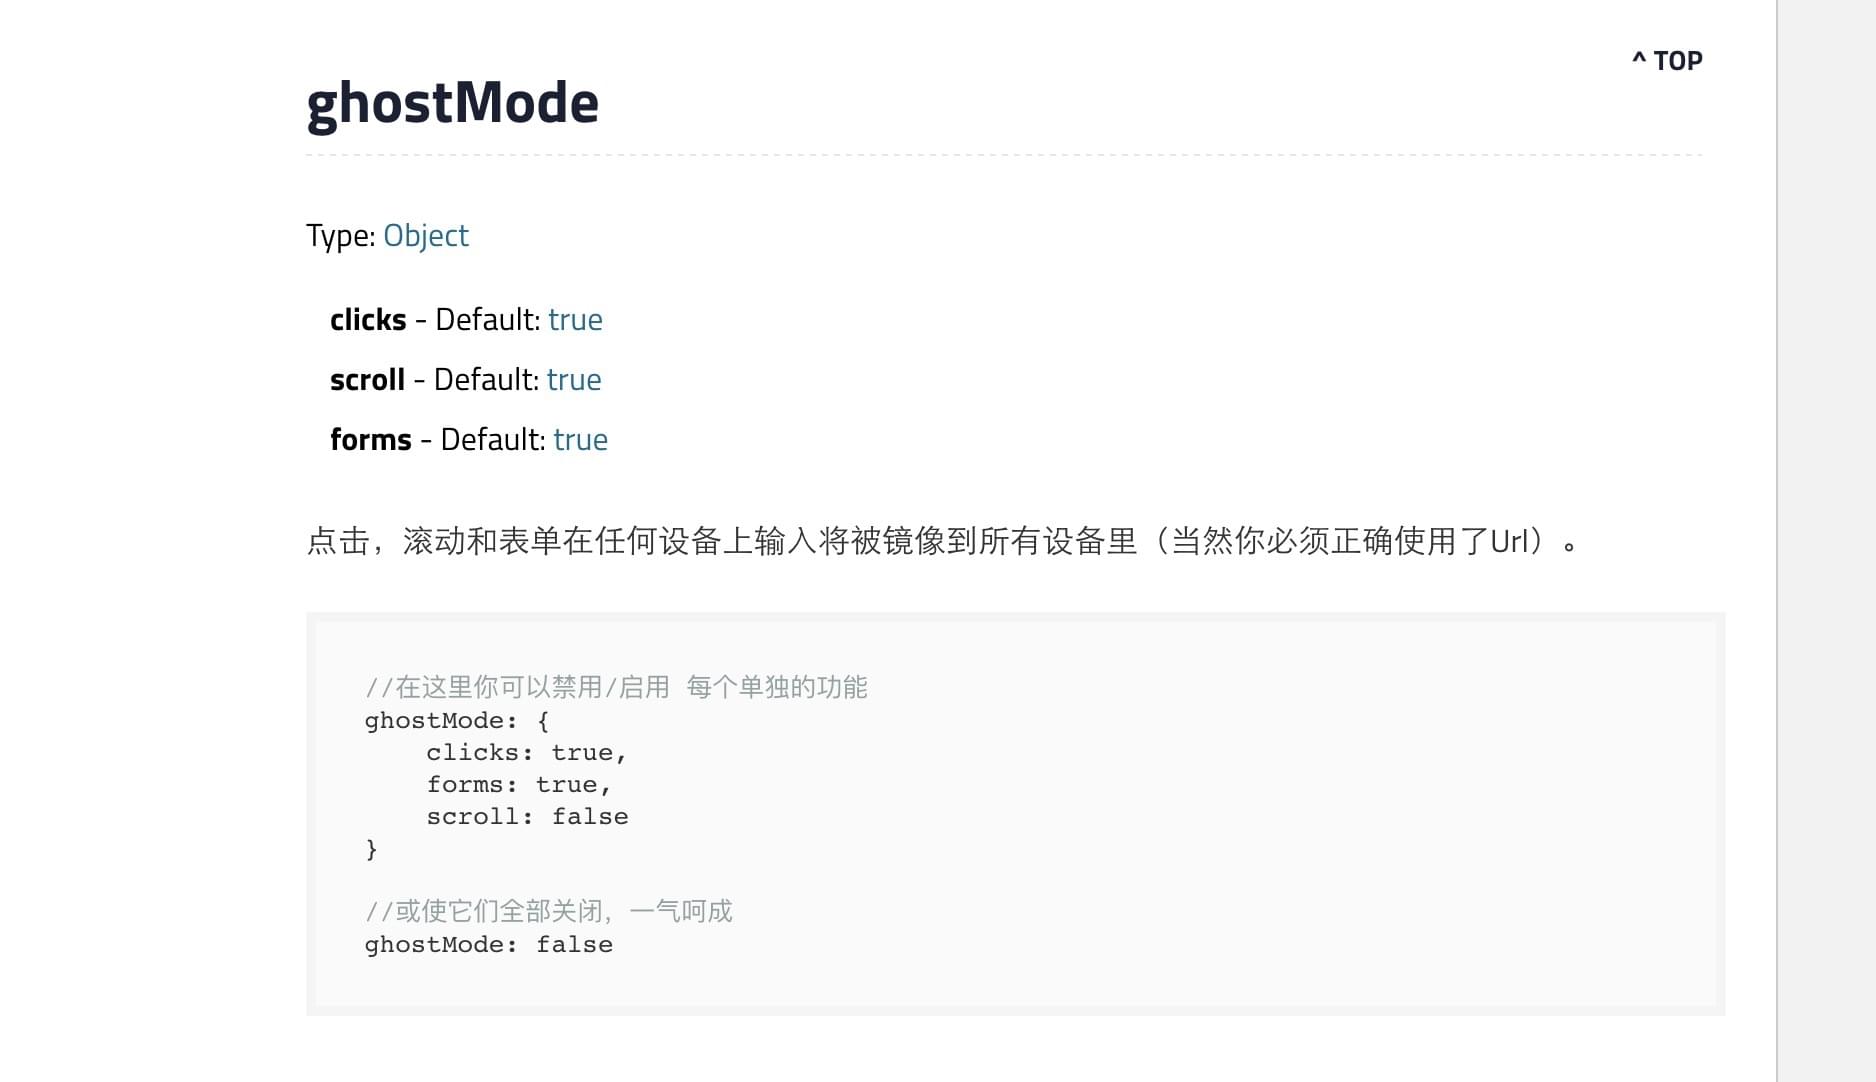 ^ TOP
ghostMode
Type: Object
clicks - Default: true
scroll - Default: true
forms - Default: true
点击，滚动和表单在任何设备上输入将被镜像到所有设备里（当然你必须正确使用了Url）。
//在这里你可以禁用/启用 每个单独的功能
ghostMode: {
    clicks: true,
    forms: true,
    scroll: false
}
//或使它们全部关闭，一气呵成
ghostMode: false